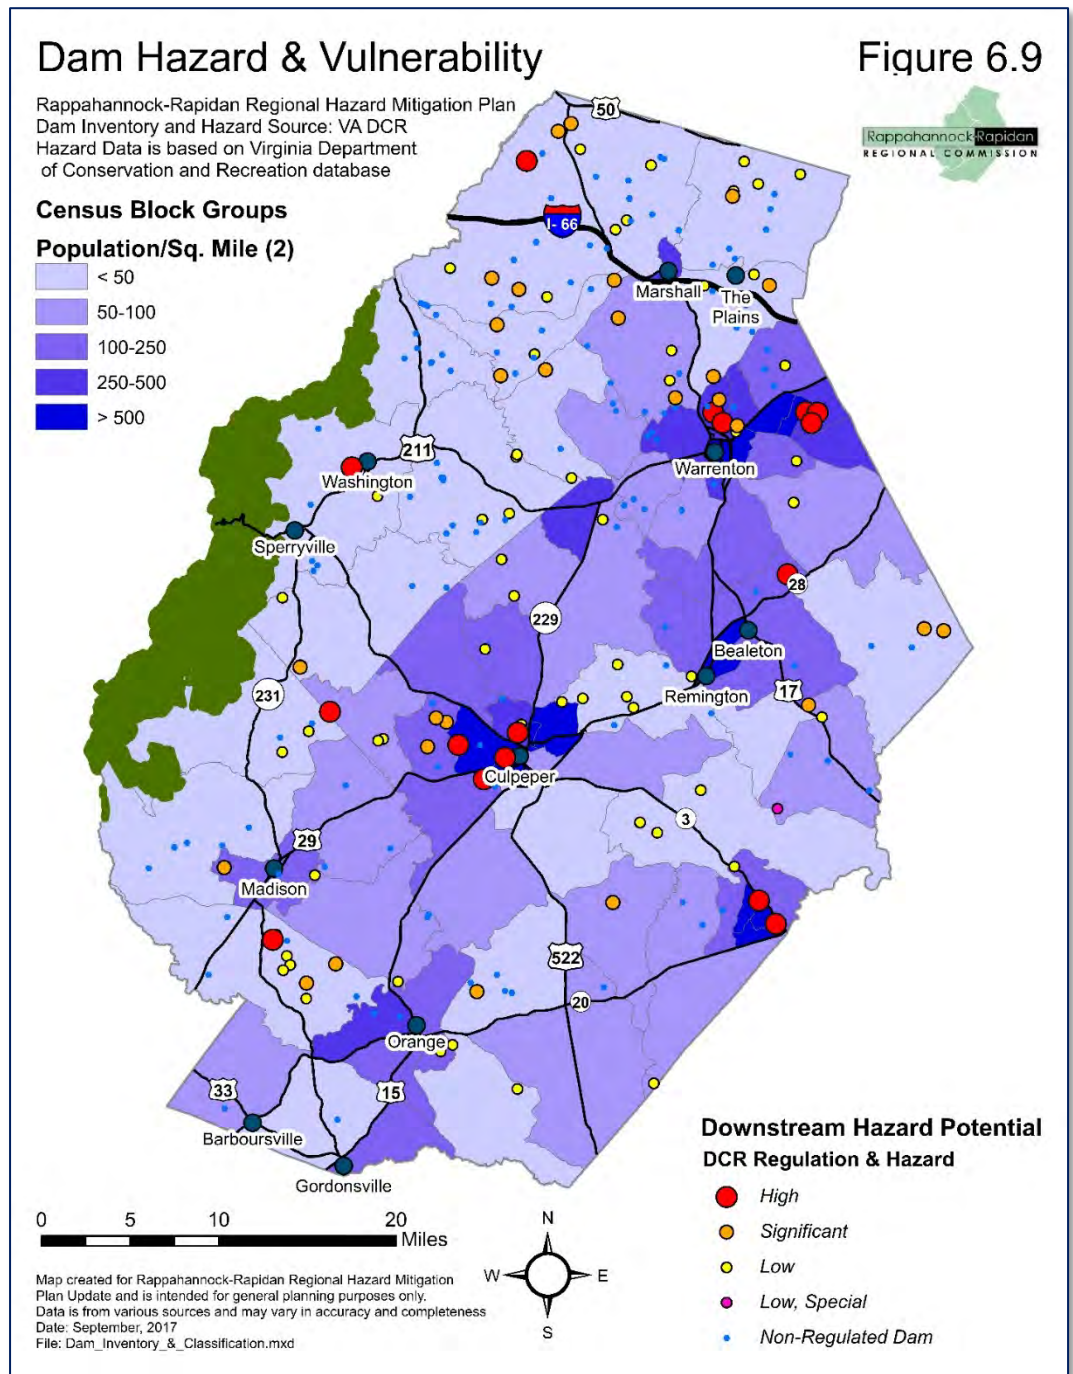 Dam Hazard & Vulnerability
Figure 6.9
Rappahannock-Rapidan Regional Hazard Mitigation Plan
Dam Inventory and Hazard Source: VA DCR
Hazard Data is based on Virginia Department
of Conservation and Recreation database
Rappahannock-Rapidan
REGIONAL COMMISSION
Census Block Groups
Population/Sq. Mile (2)
< 50
50-100
100-250
250-500
> 500
50
I- 66
Marshall
The
Plains
211
Washington
Warrenton
Sperryville
28
229
Bealeton
231
Remington
17
Culpeper
3
29
Madison
522
20
Orange
33
15
Barboursville
Gordonsville
Downstream Hazard Potential
DCR Regulation & Hazard
High
Significant
Low
Low, Special
Non-Regulated Dam
0 5 10 20
Miles
N
W E
S
Map created for Rappahannock-Rapidan Regional Hazard Mitigation
Plan Update and is intended for general planning purposes only.
Data is from various sources and may vary in accuracy and completeness
Date: September, 2017
File: Dam_Inventory_&_Classification.mxd